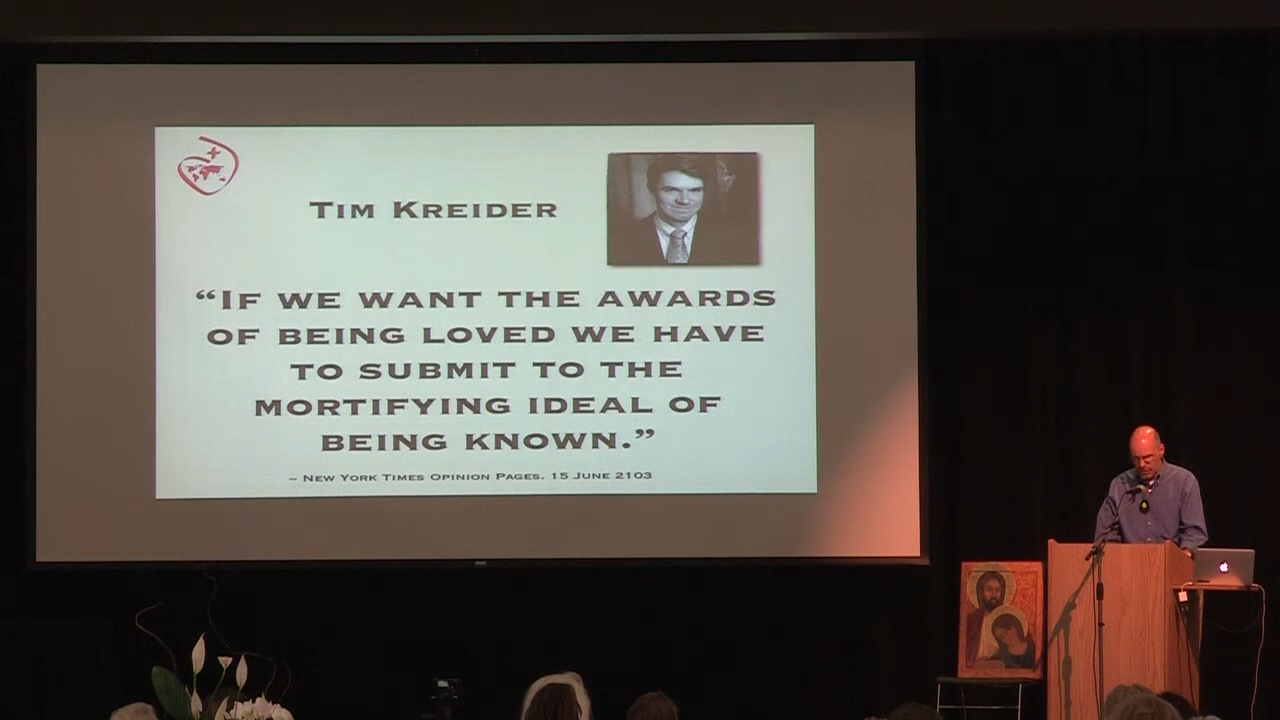 Tim Kreider
“If we want the awards
of being loved we have
to submit to the
mortifying ideal of
being known.”
~ New York Times Opinion Pages. 15 June 2103